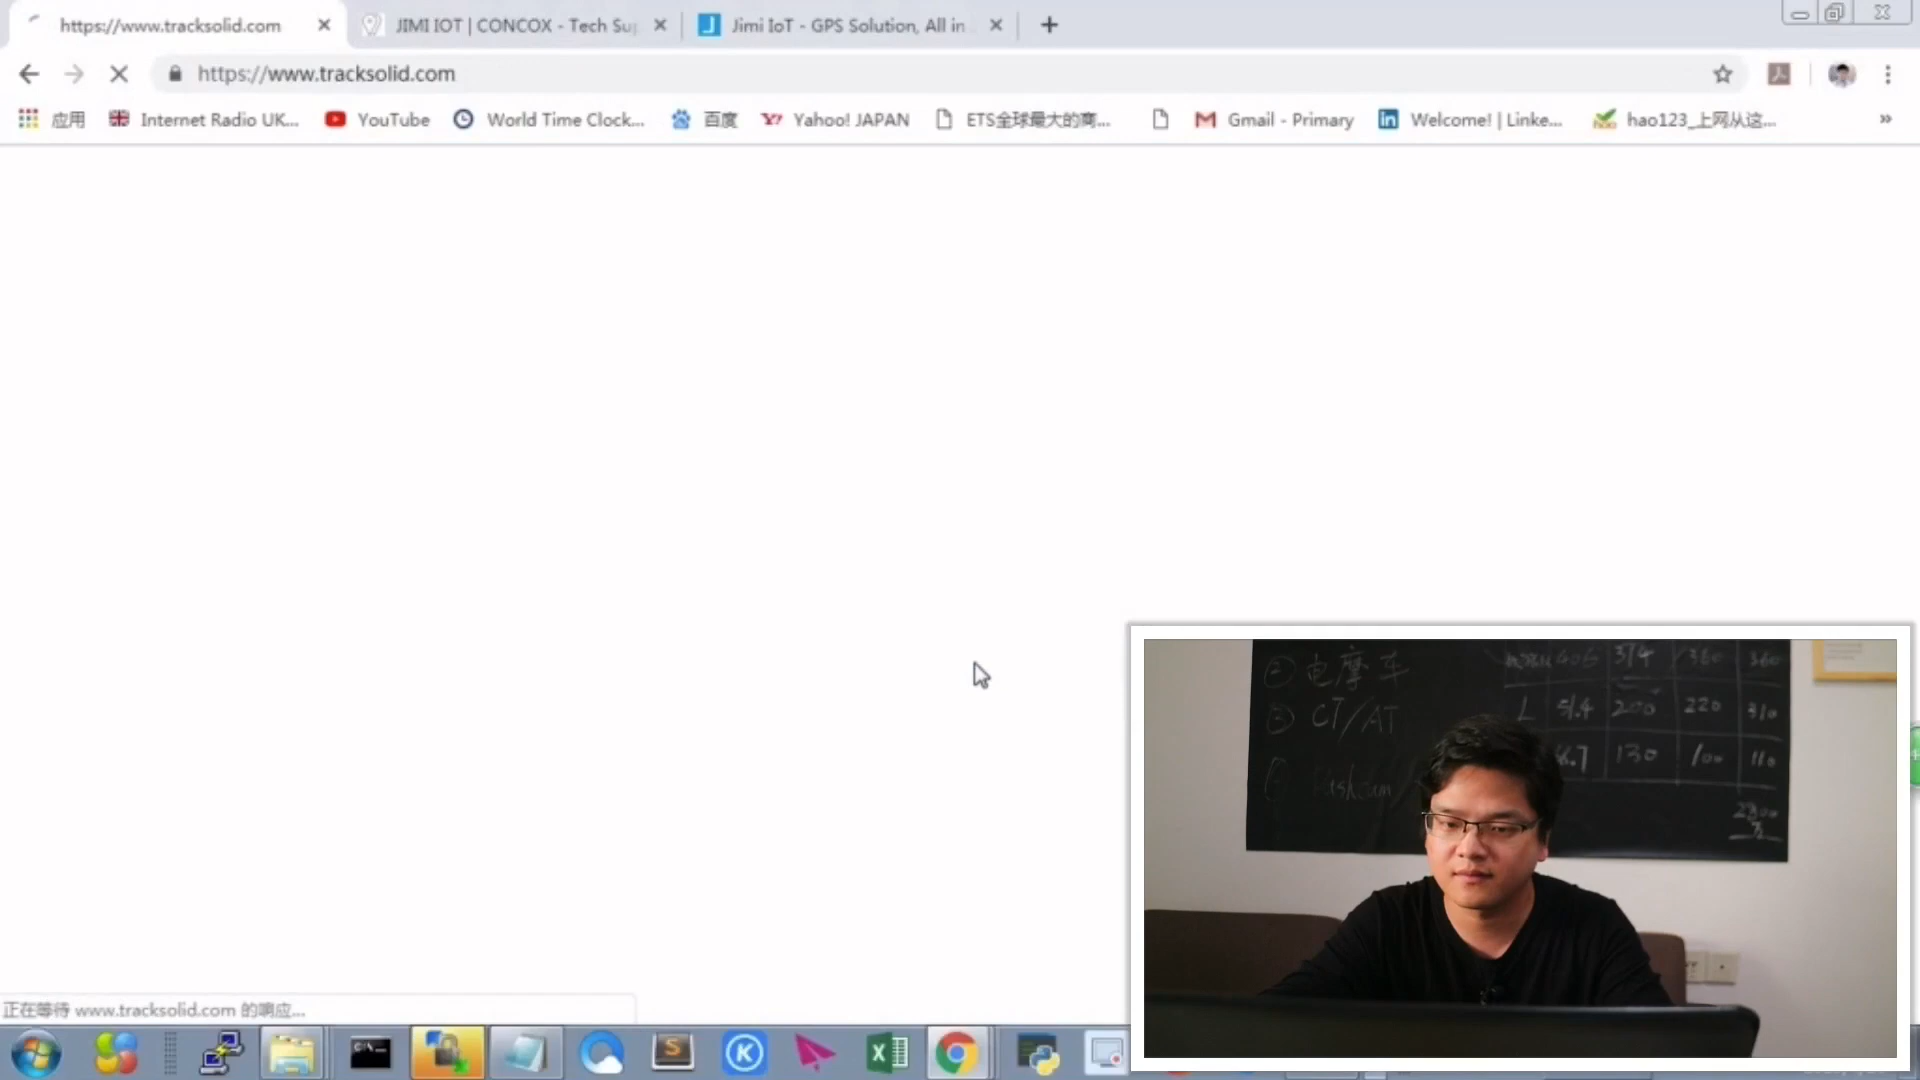 https://www.tracksolid.com
JIMI IOT | CONCOX - Tech Sup
Jimi IoT - GPS Solution, All in
https://www.tracksolid.com
应用
Internet Radio UK...
YouTube
World Time Clock...
百度
Yahoo! JAPAN
ETS全球最大的商...
Gmail - Primary
Welcome! | Linke...
hao123_上网从这...
正在等待 www.tracksolid.com 的响应...
② 电摩车
③ CT/AT
314 360 360
L 51.4 200 220 310
130 100 110